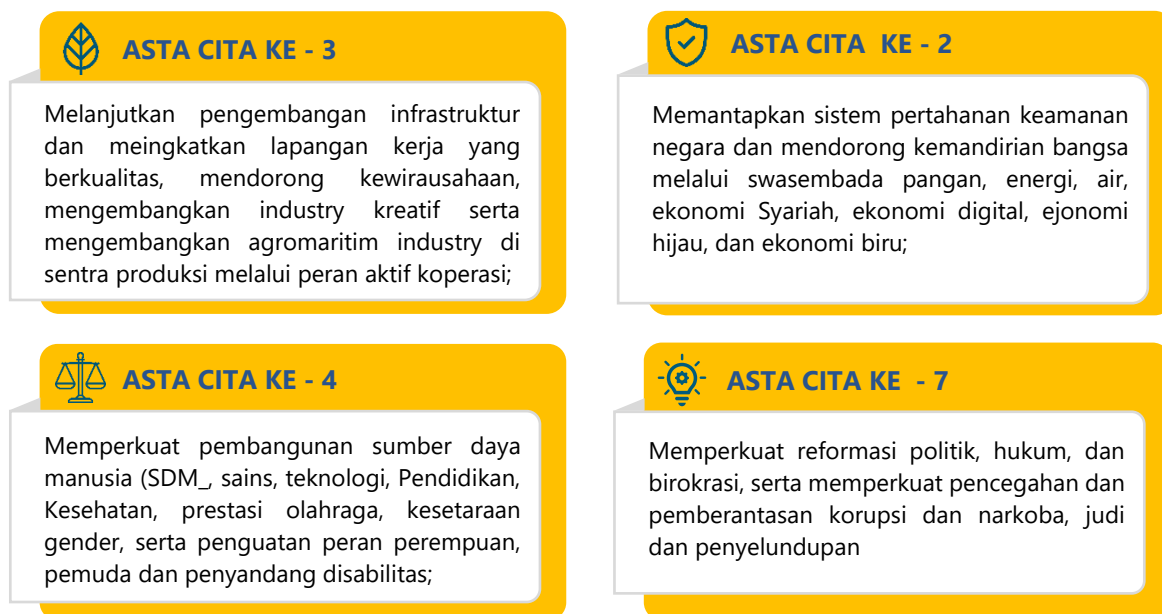 ASTA CITA KE - 3
Melanjutkan pengembangan infrastruktur
dan meingkatkan lapangan kerja yang
berkualitas, mendorong kewirausahaan,
mengembangkan industry kreatif serta
mengembangkan agromaritim industry di
sentra produksi melalui peran aktif koperasi;
ASTA CITA KE - 2
Memantapkan sistem pertahanan keamanan
negara dan mendorong kemandirian bangsa
melalui swasembada pangan, energi, air,
ekonomi Syariah, ekonomi digital, ejonomi
hijau, dan ekonomi biru;
ASTA CITA KE - 4
Memperkuat pembangunan sumber daya
manusia (SDM_, sains, teknologi, Pendidikan,
Kesehatan, prestasi olahraga, kesetaraan
gender, serta penguatan peran perempuan,
pemuda dan penyandang disabilitas;
ASTA CITA KE - 7
Memperkuat reformasi politik, hukum, dan
birokrasi, serta memperkuat pencegahan dan
pemberantasan korupsi dan narkoba, judi
dan penyelundupan